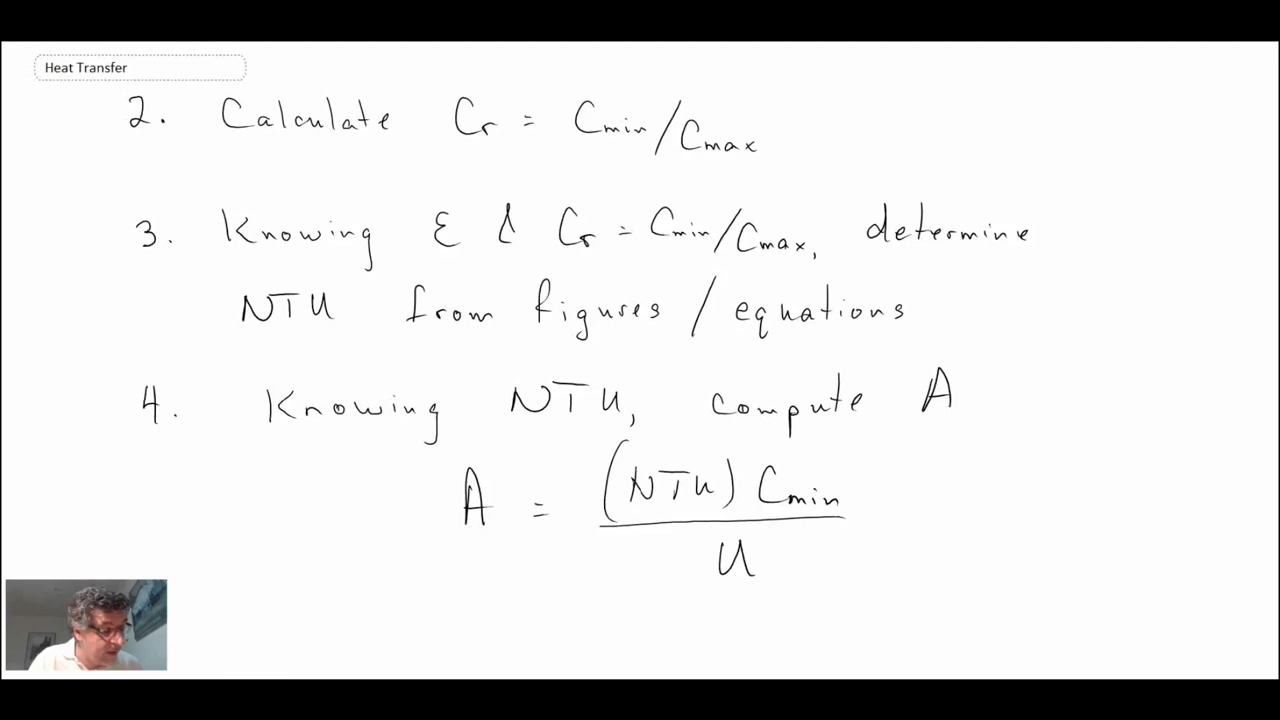 Heat Transfer
2. Calculate Cr = Cmin/Cmax
3. Knowing ε & Cr = Cmin/Cmax, determine
NTU from figures / equations
4. Knowing NTU, compute A
A = (NTU) Cmin
U